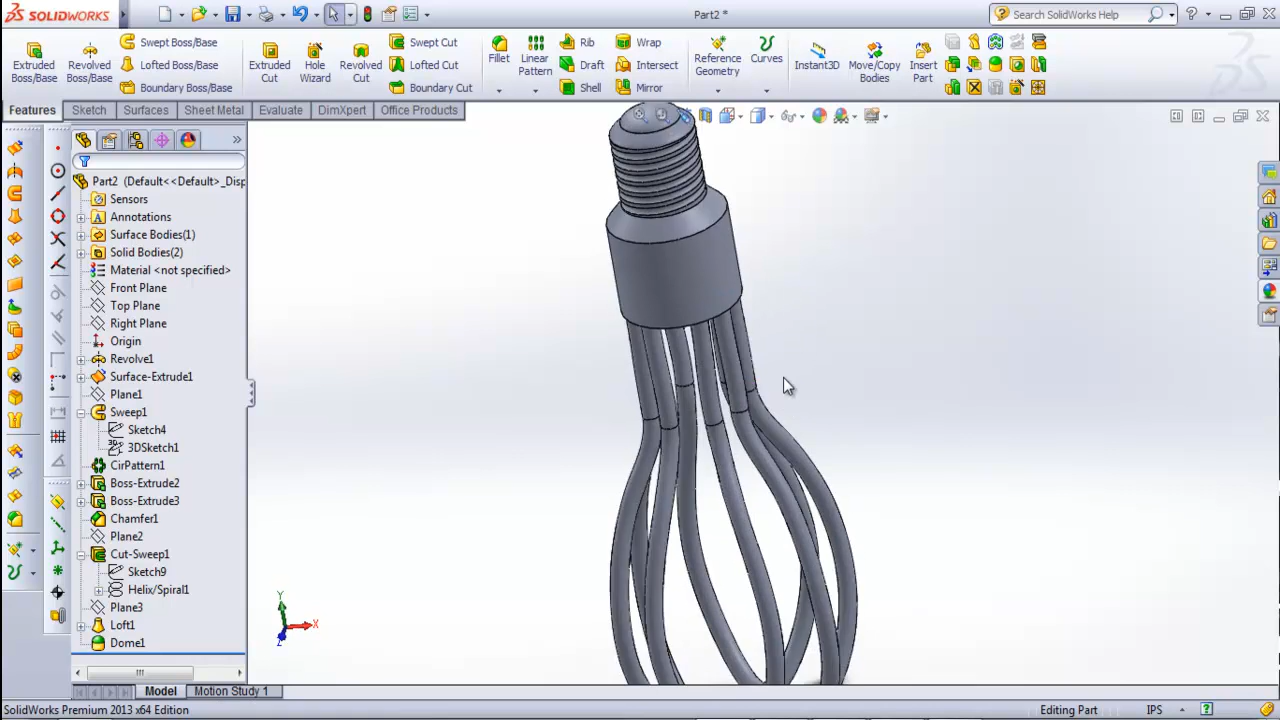 SOLIDWORKS
Part2 *
Search SolidWorks Help
Extruded Boss/Base
Revolved Boss/Base
Swept Boss/Base
Lofted Boss/Base
Boundary Boss/Base
Extruded Cut
Hole Wizard
Revolved Cut
Swept Cut
Lofted Cut
Boundary Cut
Fillet
Linear Pattern
Rib
Draft
Shell
Wrap
Intersect
Mirror
Reference Geometry
Curves
Instant3D
Move/Copy Bodies
Insert Part
Features
Sketch
Surfaces
Sheet Metal
Evaluate
DimXpert
Office Products
Part2 (Default<<Default>_Disp
Sensors
Annotations
Surface Bodies(1)
Solid Bodies(2)
Material <not specified>
Front Plane
Top Plane
Right Plane
Origin
Revolve1
Surface-Extrude1
Plane1
Sweep1
Sketch4
3DSketch1
CirPattern1
Boss-Extrude2
Boss-Extrude3
Chamfer1
Plane2
Cut-Sweep1
Sketch9
Helix/Spiral1
Plane3
Loft1
Dome1
Y
X
Z
Model
Motion Study 1
SolidWorks Premium 2013 x64 Edition
Editing Part
IPS